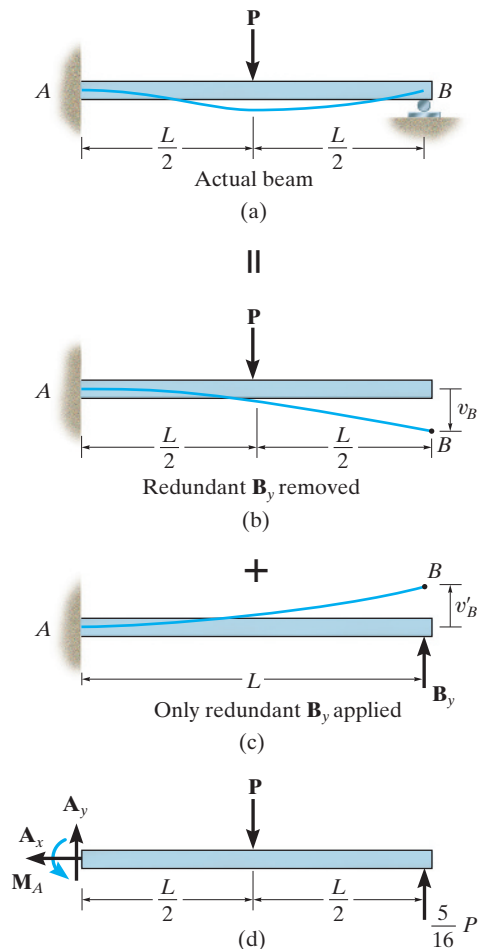 P
A
B
L/2
L/2
Actual beam
(a)
=
P
A
v_B
L/2
L/2
B
Redundant B_y removed
(b)
+
B
A
v′_B
L
B_y
Only redundant B_y applied
(c)
P
A_y
A_x
M_A
L/2
L/2
5/16 P
(d)